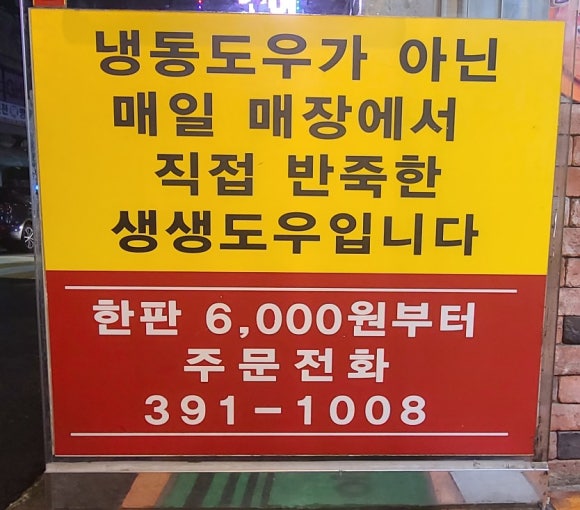 냉동도우가 아닌
매일 매장에서
직접 반죽한
생생도우입니다
한판 6,000원부터
주문전화
391-1008